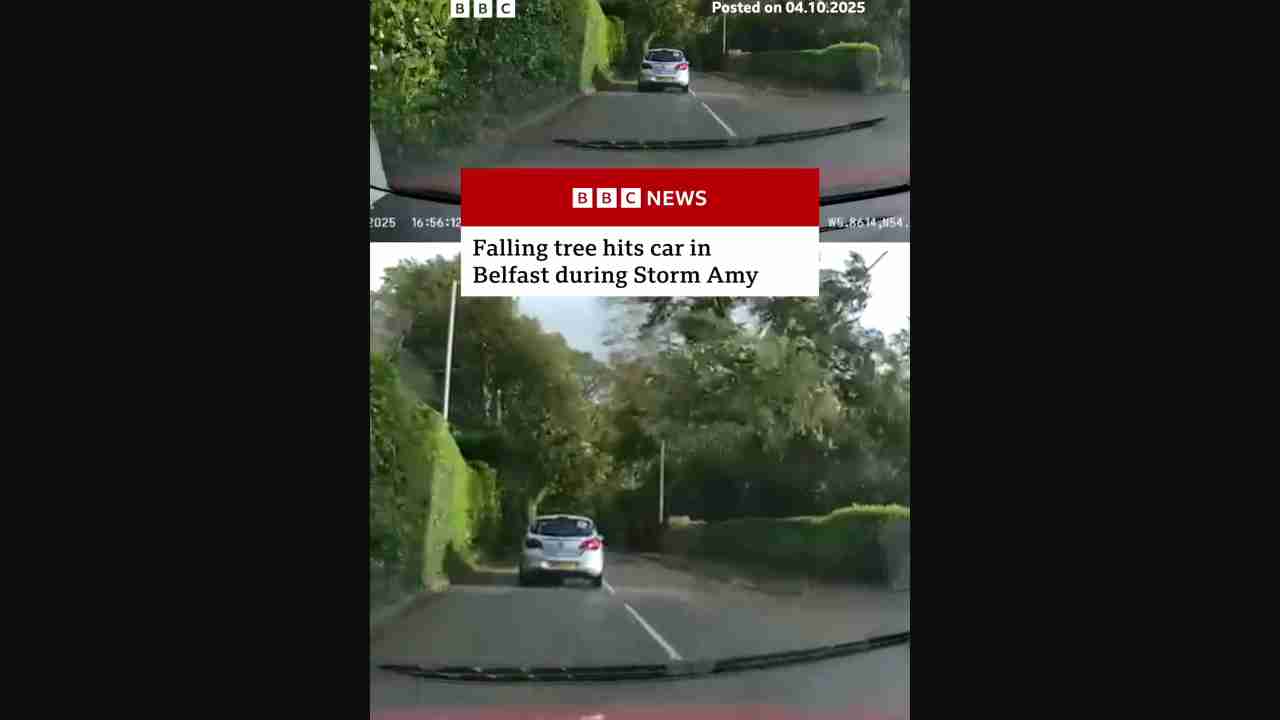 BBC
Posted on 04.10.2025
BBC NEWS
2025 16:56:12
W5.8614,N54.
Falling tree hits car in
Belfast during Storm Amy